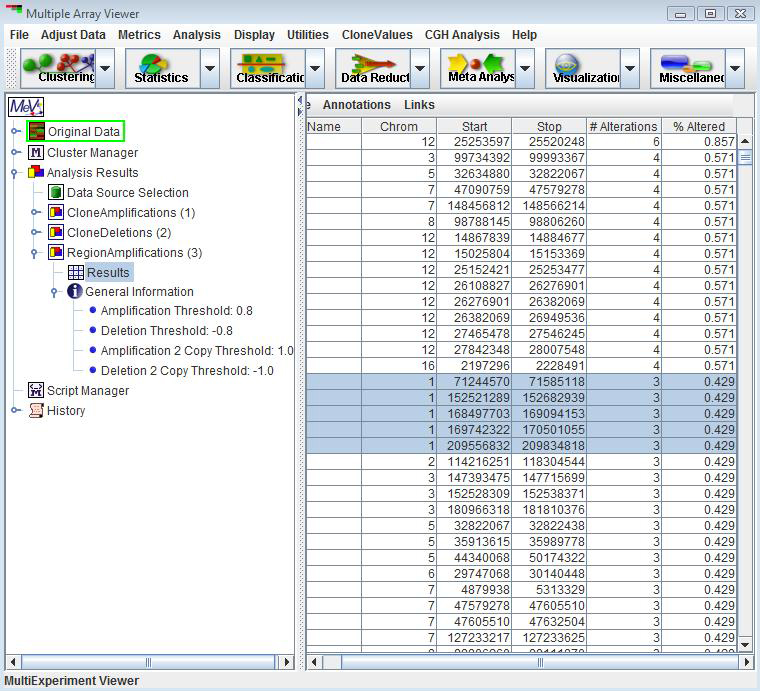 Multiple Array Viewer
File Adjust Data Metrics Analysis Display Utilities CloneValues CGH Analysis Help
Clustering Statistics Classificatic Data Reduct Meta Analys Visualizatio Miscellanec
MeV
Original Data
Cluster Manager
Analysis Results
Data Source Selection
CloneAmplifications (1)
CloneDeletions (2)
RegionAmplifications (3)
Results
General Information
Amplification Threshold: 0.8
Deletion Threshold: -0.8
Amplification 2 Copy Threshold: 1.0
Deletion 2 Copy Threshold: -1.0
Script Manager
History
e Annotations Links
Name Chrom Start Stop # Alterations % Altered
12 25253597 25520248 6 0.857
3 99734392 99993367 4 0.571
5 32634880 32822067 4 0.571
7 47090759 47579278 4 0.571
7 148456812 148566214 4 0.571
8 98788145 98806260 4 0.571
12 14867839 14884677 4 0.571
12 15025804 15153369 4 0.571
12 25152421 25253477 4 0.571
12 26108827 26276901 4 0.571
12 26276901 26382069 4 0.571
12 26382069 26949536 4 0.571
12 27465478 27546245 4 0.571
12 27842348 28007548 4 0.571
16 2197296 2228491 4 0.571
1 71244570 71585118 3 0.429
1 152521289 152682939 3 0.429
1 168497703 169094153 3 0.429
1 169742322 170501055 3 0.429
1 209556832 209834818 3 0.429
2 114216251 118304544 3 0.429
3 147393475 147715699 3 0.429
3 152528309 152538371 3 0.429
3 180966318 181810376 3 0.429
5 32822067 32822438 3 0.429
5 35913615 35989778 3 0.429
5 44340068 50174322 3 0.429
6 29747068 30140448 3 0.429
7 4879938 5313329 3 0.429
7 47579278 47605510 3 0.429
7 47605510 47632504 3 0.429
7 127233217 127233625 3 0.429
MultiExperiment Viewer